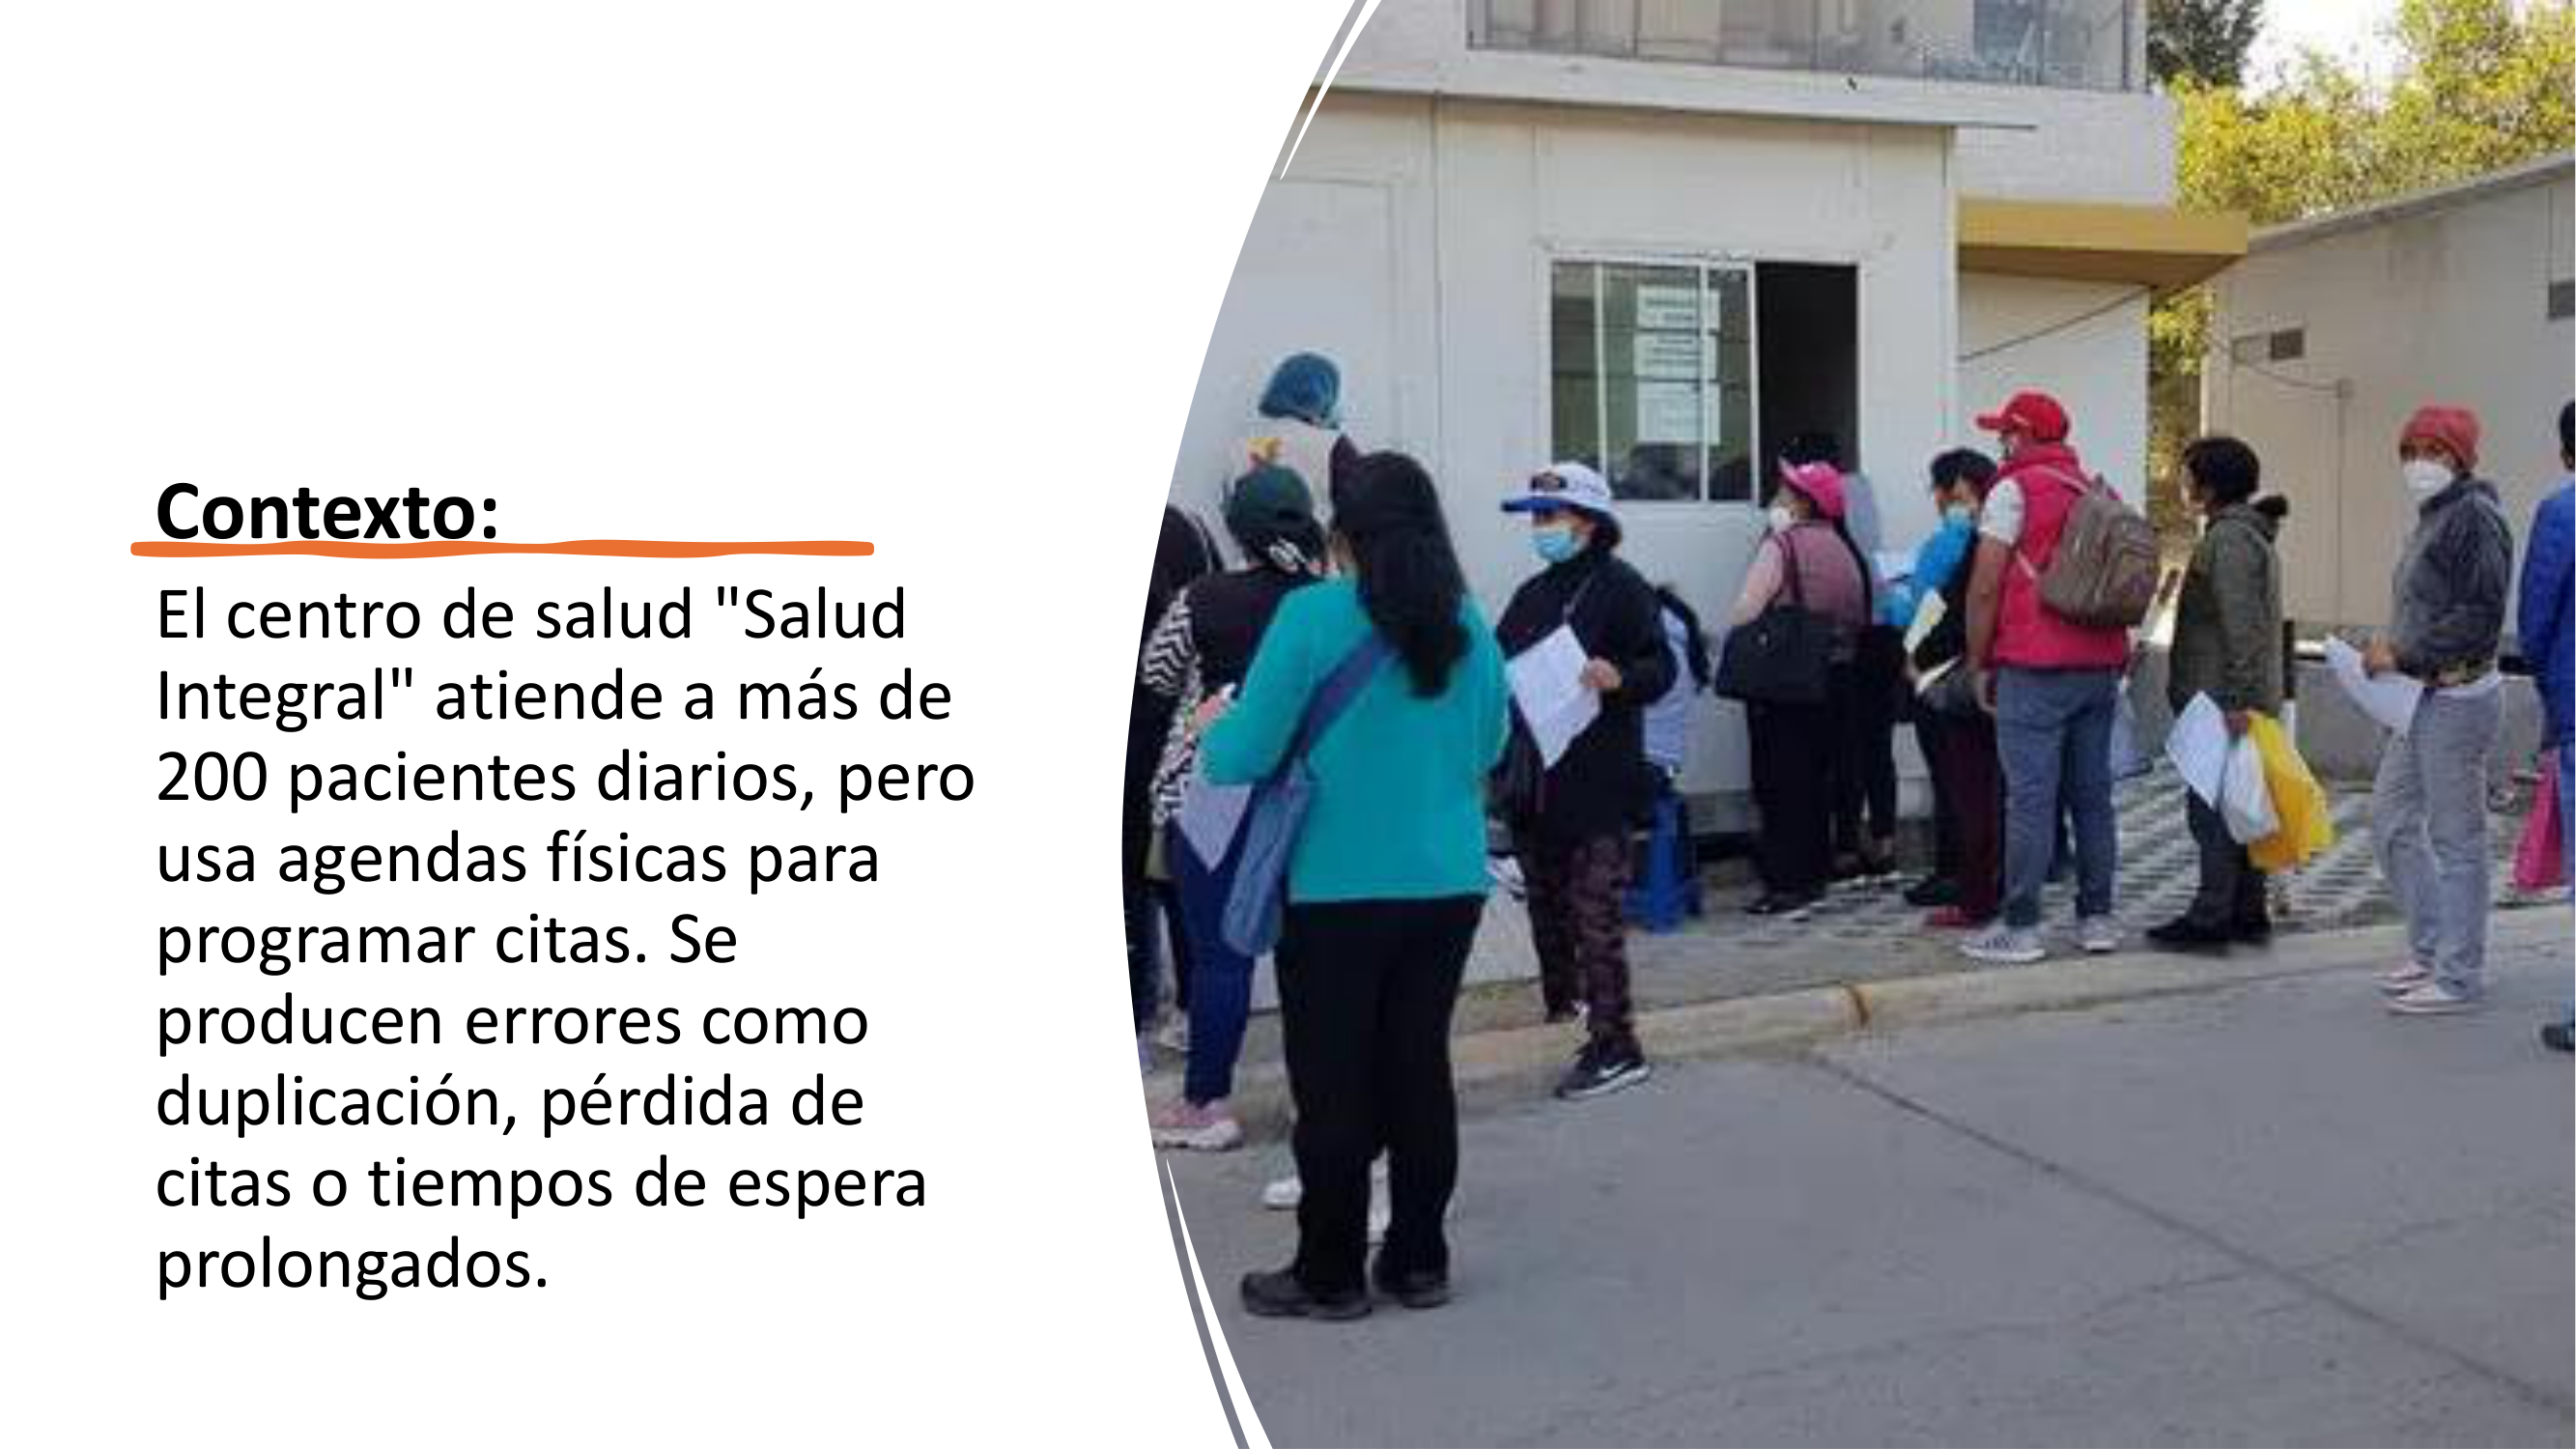 Contexto:
El centro de salud "Salud
Integral" atiende a más de
200 pacientes diarios, pero
usa agendas físicas para
programar citas. Se
producen errores como
duplicación, pérdida de
citas o tiempos de espera
prolongados.